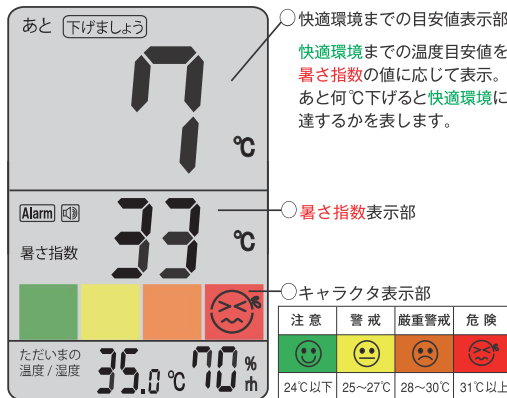 あと 下げましょう
7 ℃
Alarm
暑さ指数
33 ℃
ただいまの
温度/湿度
35.0 ℃ 70 % rh
快適環境までの目安値表示部
快適環境までの温度目安値を
暑さ指数の値に応じて表示。
あと何℃下げると快適環境に
達するかを表します。
暑さ指数表示部
キャラクタ表示部
注意 警戒 厳重警戒 危険
24℃以下 25~27℃ 28~30℃ 31℃以上